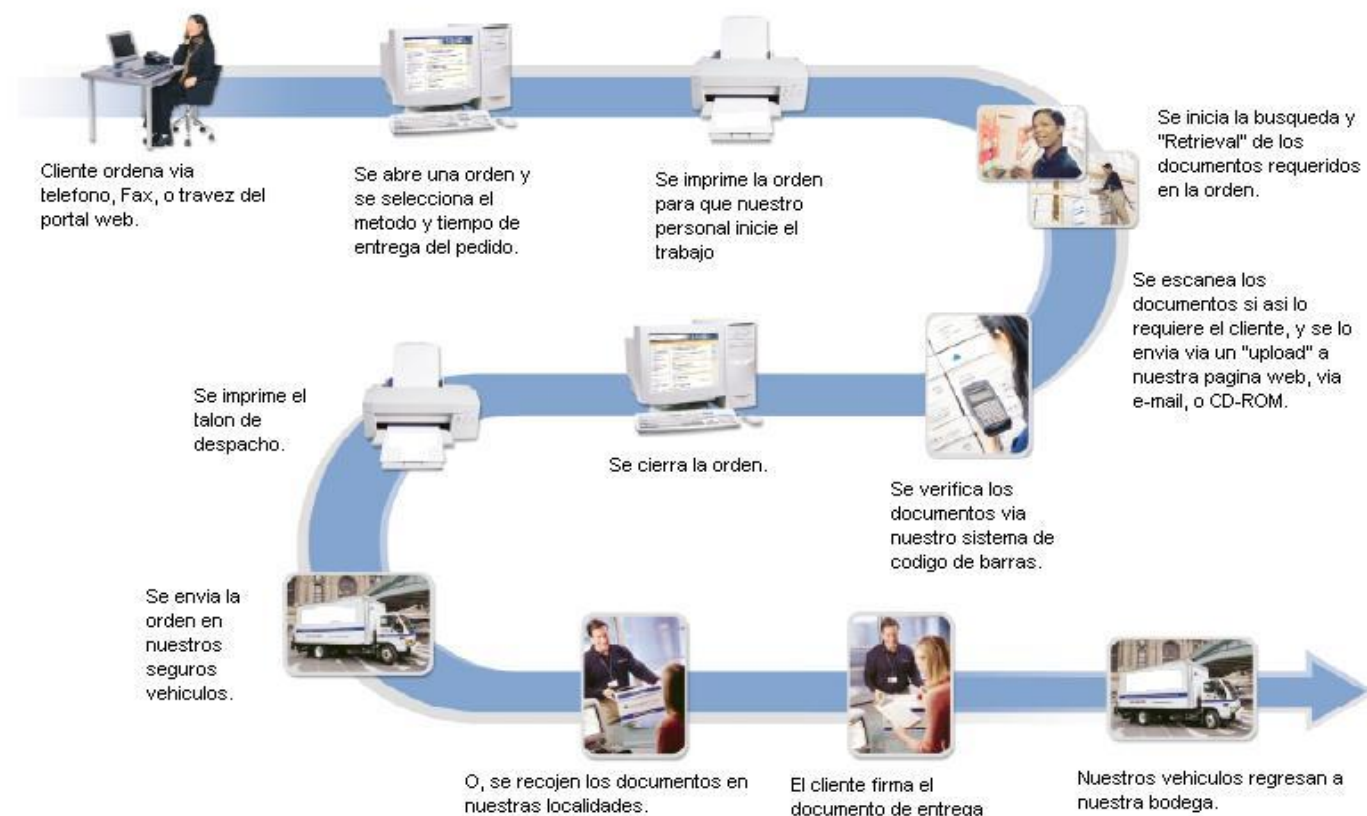 Cliente ordena via
telefono, Fax, o travez del
portal web.
Se abre una orden y
se selecciona el
metodo y tiempo de
entrega del pedido.
Se imprime la orden
para que nuestro
personal inicie el
trabajo
Se inicia la busqueda y
"Retrieval" de los
documentos requeridos
en la orden.
Se escanea los
documentos si asi lo
requiere el cliente, y se lo
envia via un "upload" a
nuestra pagina web, via
e-mail, o CD-ROM.
Se verifica los
documentos via
nuestro sistema de
codigo de barras.
Se cierra la orden.
Se imprime el
talon de
despacho.
Se envia la
orden en
nuestros
seguros
vehiculos.
O, se recojen los documentos en
nuestras localidades.
El cliente firma el
documento de entrega
Nuestros vehiculos regresan a
nuestra bodega.